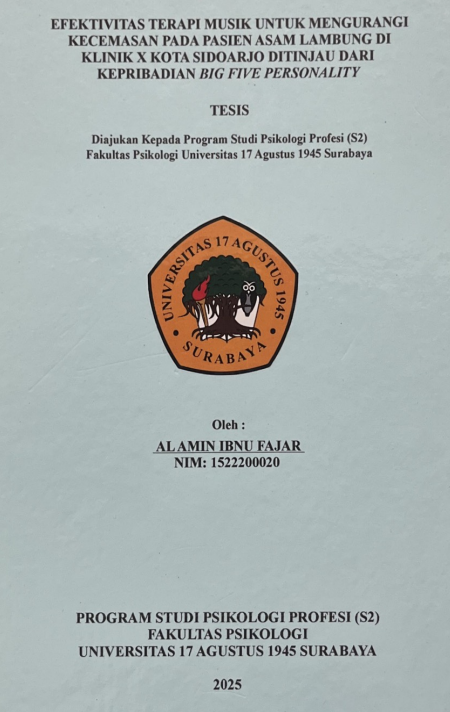 EFEKTIVITAS TERAPI MUSIK UNTUK MENGURANGI
KECEMASAN PADA PASIEN ASAM LAMBUNG DI
KLINIK X KOTA SIDOARJO DITINJAU DARI
KEPRIBADIAN BIG FIVE PERSONALITY
TESIS
Diajukan Kepada Program Studi Psikologi Profesi (S2)
Fakultas Psikologi Universitas 17 Agustus 1945 Surabaya
UNIVERSITAS 17 AGUSTUS 1945
SURABAYA
Oleh :
AL AMIN IBNU FAJAR
NIM: 1522200020
PROGRAM STUDI PSIKOLOGI PROFESI (S2)
FAKULTAS PSIKOLOGI
UNIVERSITAS 17 AGUSTUS 1945 SURABAYA
2025